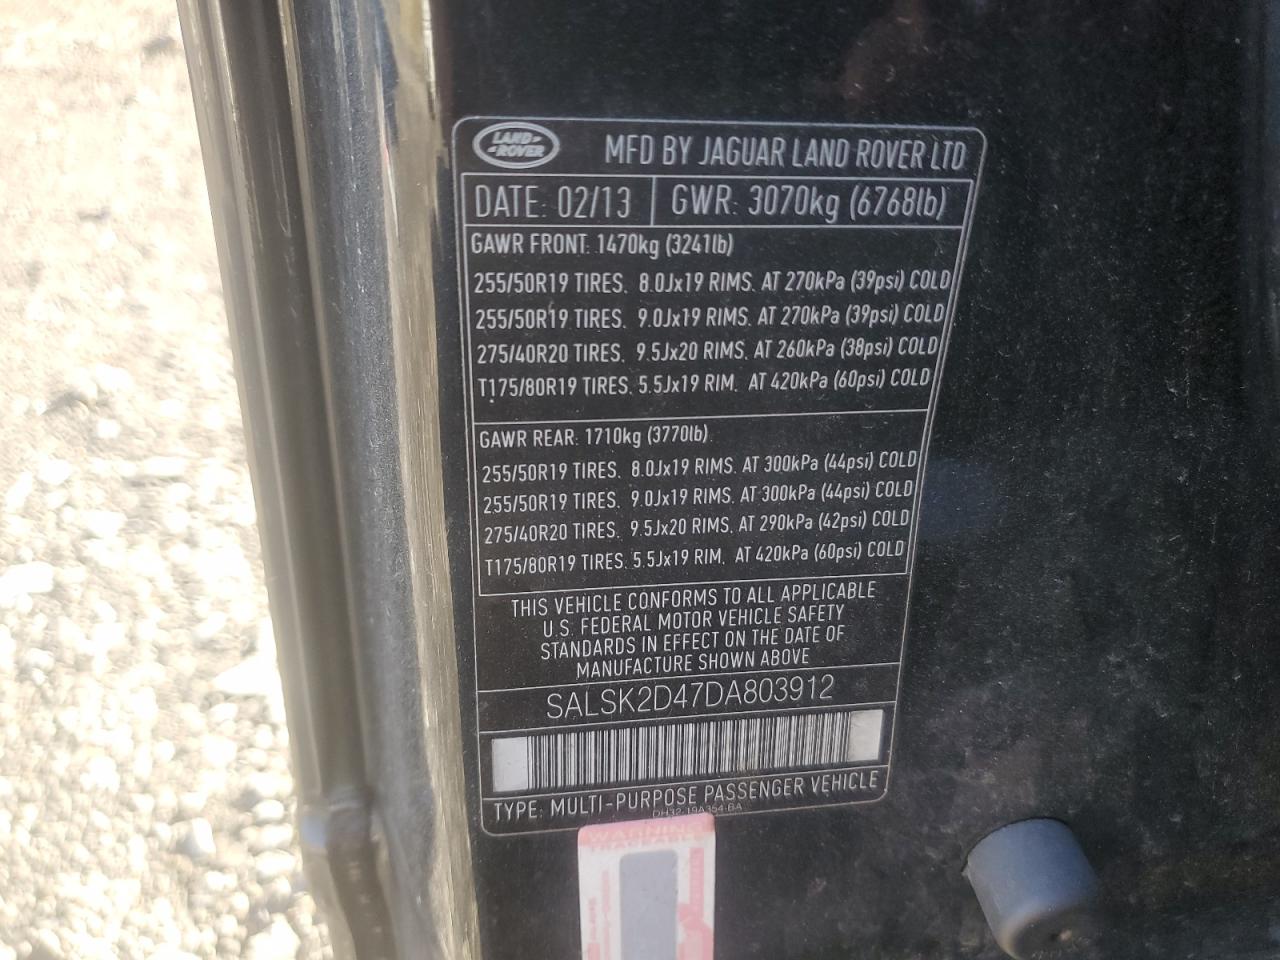 LAND-
-ROVER
MFD BY JAGUAR LAND ROVER LTD
DATE: 02/13
GWR: 3070kg (6768lb)
GAWR FRONT: 1470kg (3241lb)
255/50R19 TIRES. 8.0Jx19 RIMS. AT 270kPa (39psi) COLD
255/50R19 TIRES. 9.0Jx19 RIMS. AT 270kPa (39psi) COLD
275/40R20 TIRES. 9.5Jx20 RIMS. AT 260kPa (38psi) COLD
T175/80R19 TIRES. 5.5Jx19 RIM. AT 420kPa (60psi) COLD
GAWR REAR: 1710kg (3770lb)
255/50R19 TIRES. 8.0Jx19 RIMS. AT 300kPa (44psi) COLD
255/50R19 TIRES. 9.0Jx19 RIMS. AT 300kPa (44psi) COLD
275/40R20 TIRES. 9.5Jx20 RIMS. AT 290kPa (42psi) COLD
T175/80R19 TIRES. 5.5Jx19 RIM. AT 420kPa (60psi) COLD
THIS VEHICLE CONFORMS TO ALL APPLICABLE
U.S. FEDERAL MOTOR VEHICLE SAFETY
STANDARDS IN EFFECT ON THE DATE OF
MANUFACTURE SHOWN ABOVE
SALSK2D47DA803912
TYPE: MULTI-PURPOSE PASSENGER VEHICLE
DH32-19A354-BA
WARNING
TRACEABLE